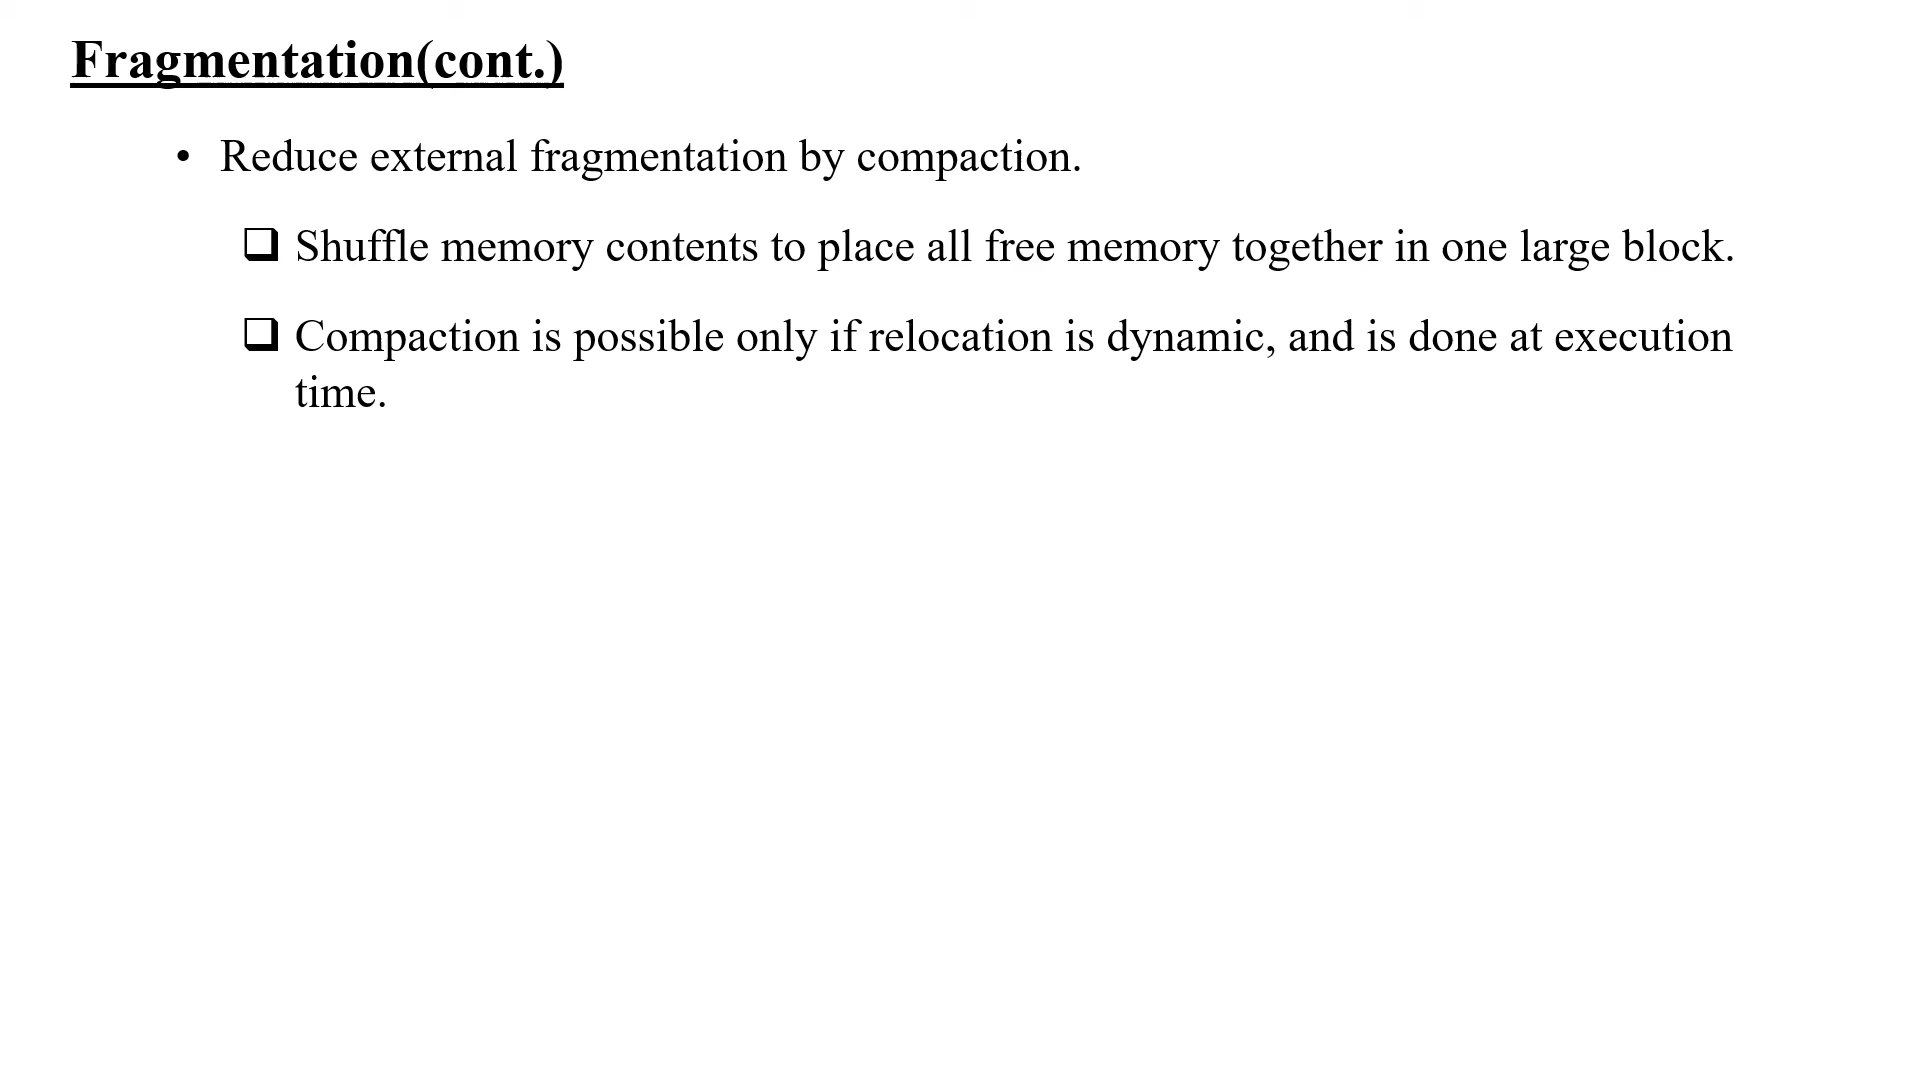 Fragmentation(cont.)
• Reduce external fragmentation by compaction.
❑ Shuffle memory contents to place all free memory together in one large block.
❑ Compaction is possible only if relocation is dynamic, and is done at execution
time.